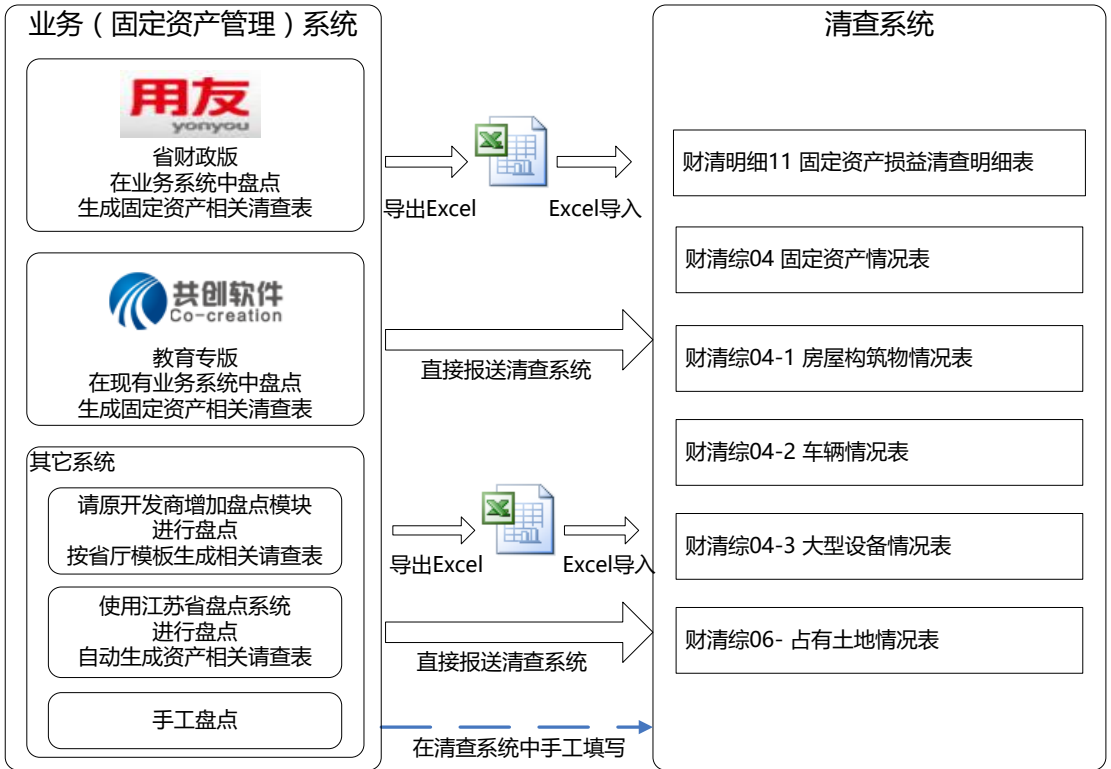 业务（固定资产管理）系统
用友
yonyou
省财政版
在业务系统中盘点
生成固定资产相关清查表
共创软件
Co-creation
教育专版
在现有业务系统中盘点
生成固定资产相关清查表
其它系统
请原开发商增加盘点模块
进行盘点
按省厅模板生成相关请查表
使用江苏省盘点系统
进行盘点
自动生成资产相关请查表
手工盘点
导出Excel
Excel导入
直接报送清查系统
导出Excel
Excel导入
直接报送清查系统
在清查系统中手工填写
清查系统
财清明细11 固定资产损益清查明细表
财清综04 固定资产情况表
财清综04-1 房屋构筑物情况表
财清综04-2 车辆情况表
财清综04-3 大型设备情况表
财清综06- 占有土地情况表